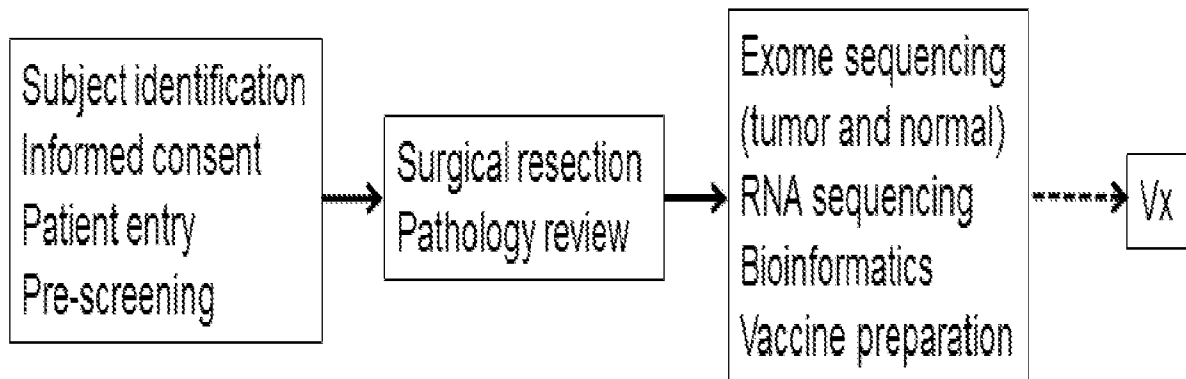 Subject identification
Informed consent
Patient entry
Pre-screening
Surgical resection
Pathology review
Exome sequencing
(tumor and normal)
RNA sequencing
Bioinformatics
Vaccine preparation
Vx